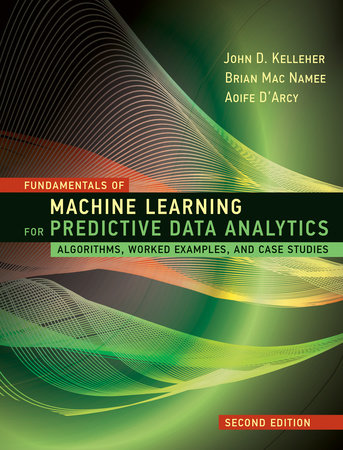 JOHN D. KELLEHER
BRIAN MAC NAMEE
AOIFE D'ARCY
FUNDAMENTALS OF
MACHINE LEARNING
FOR PREDICTIVE DATA ANALYTICS
ALGORITHMS, WORKED EXAMPLES, AND CASE STUDIES
SECOND EDITION